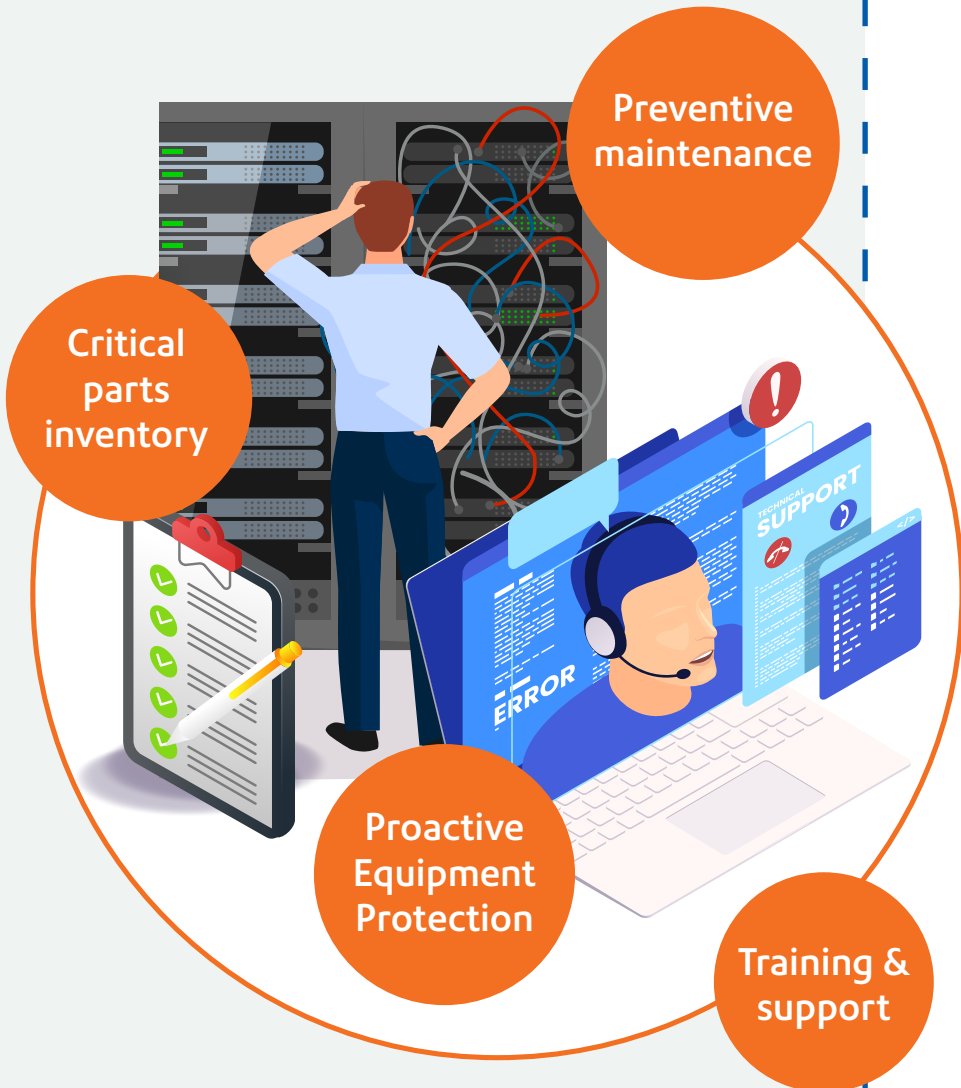 Preventive
maintenance
Critical
parts
inventory
TECHNICAL
SUPPORT
</>
ERROR
Proactive
Equipment
Protection
Training &
support